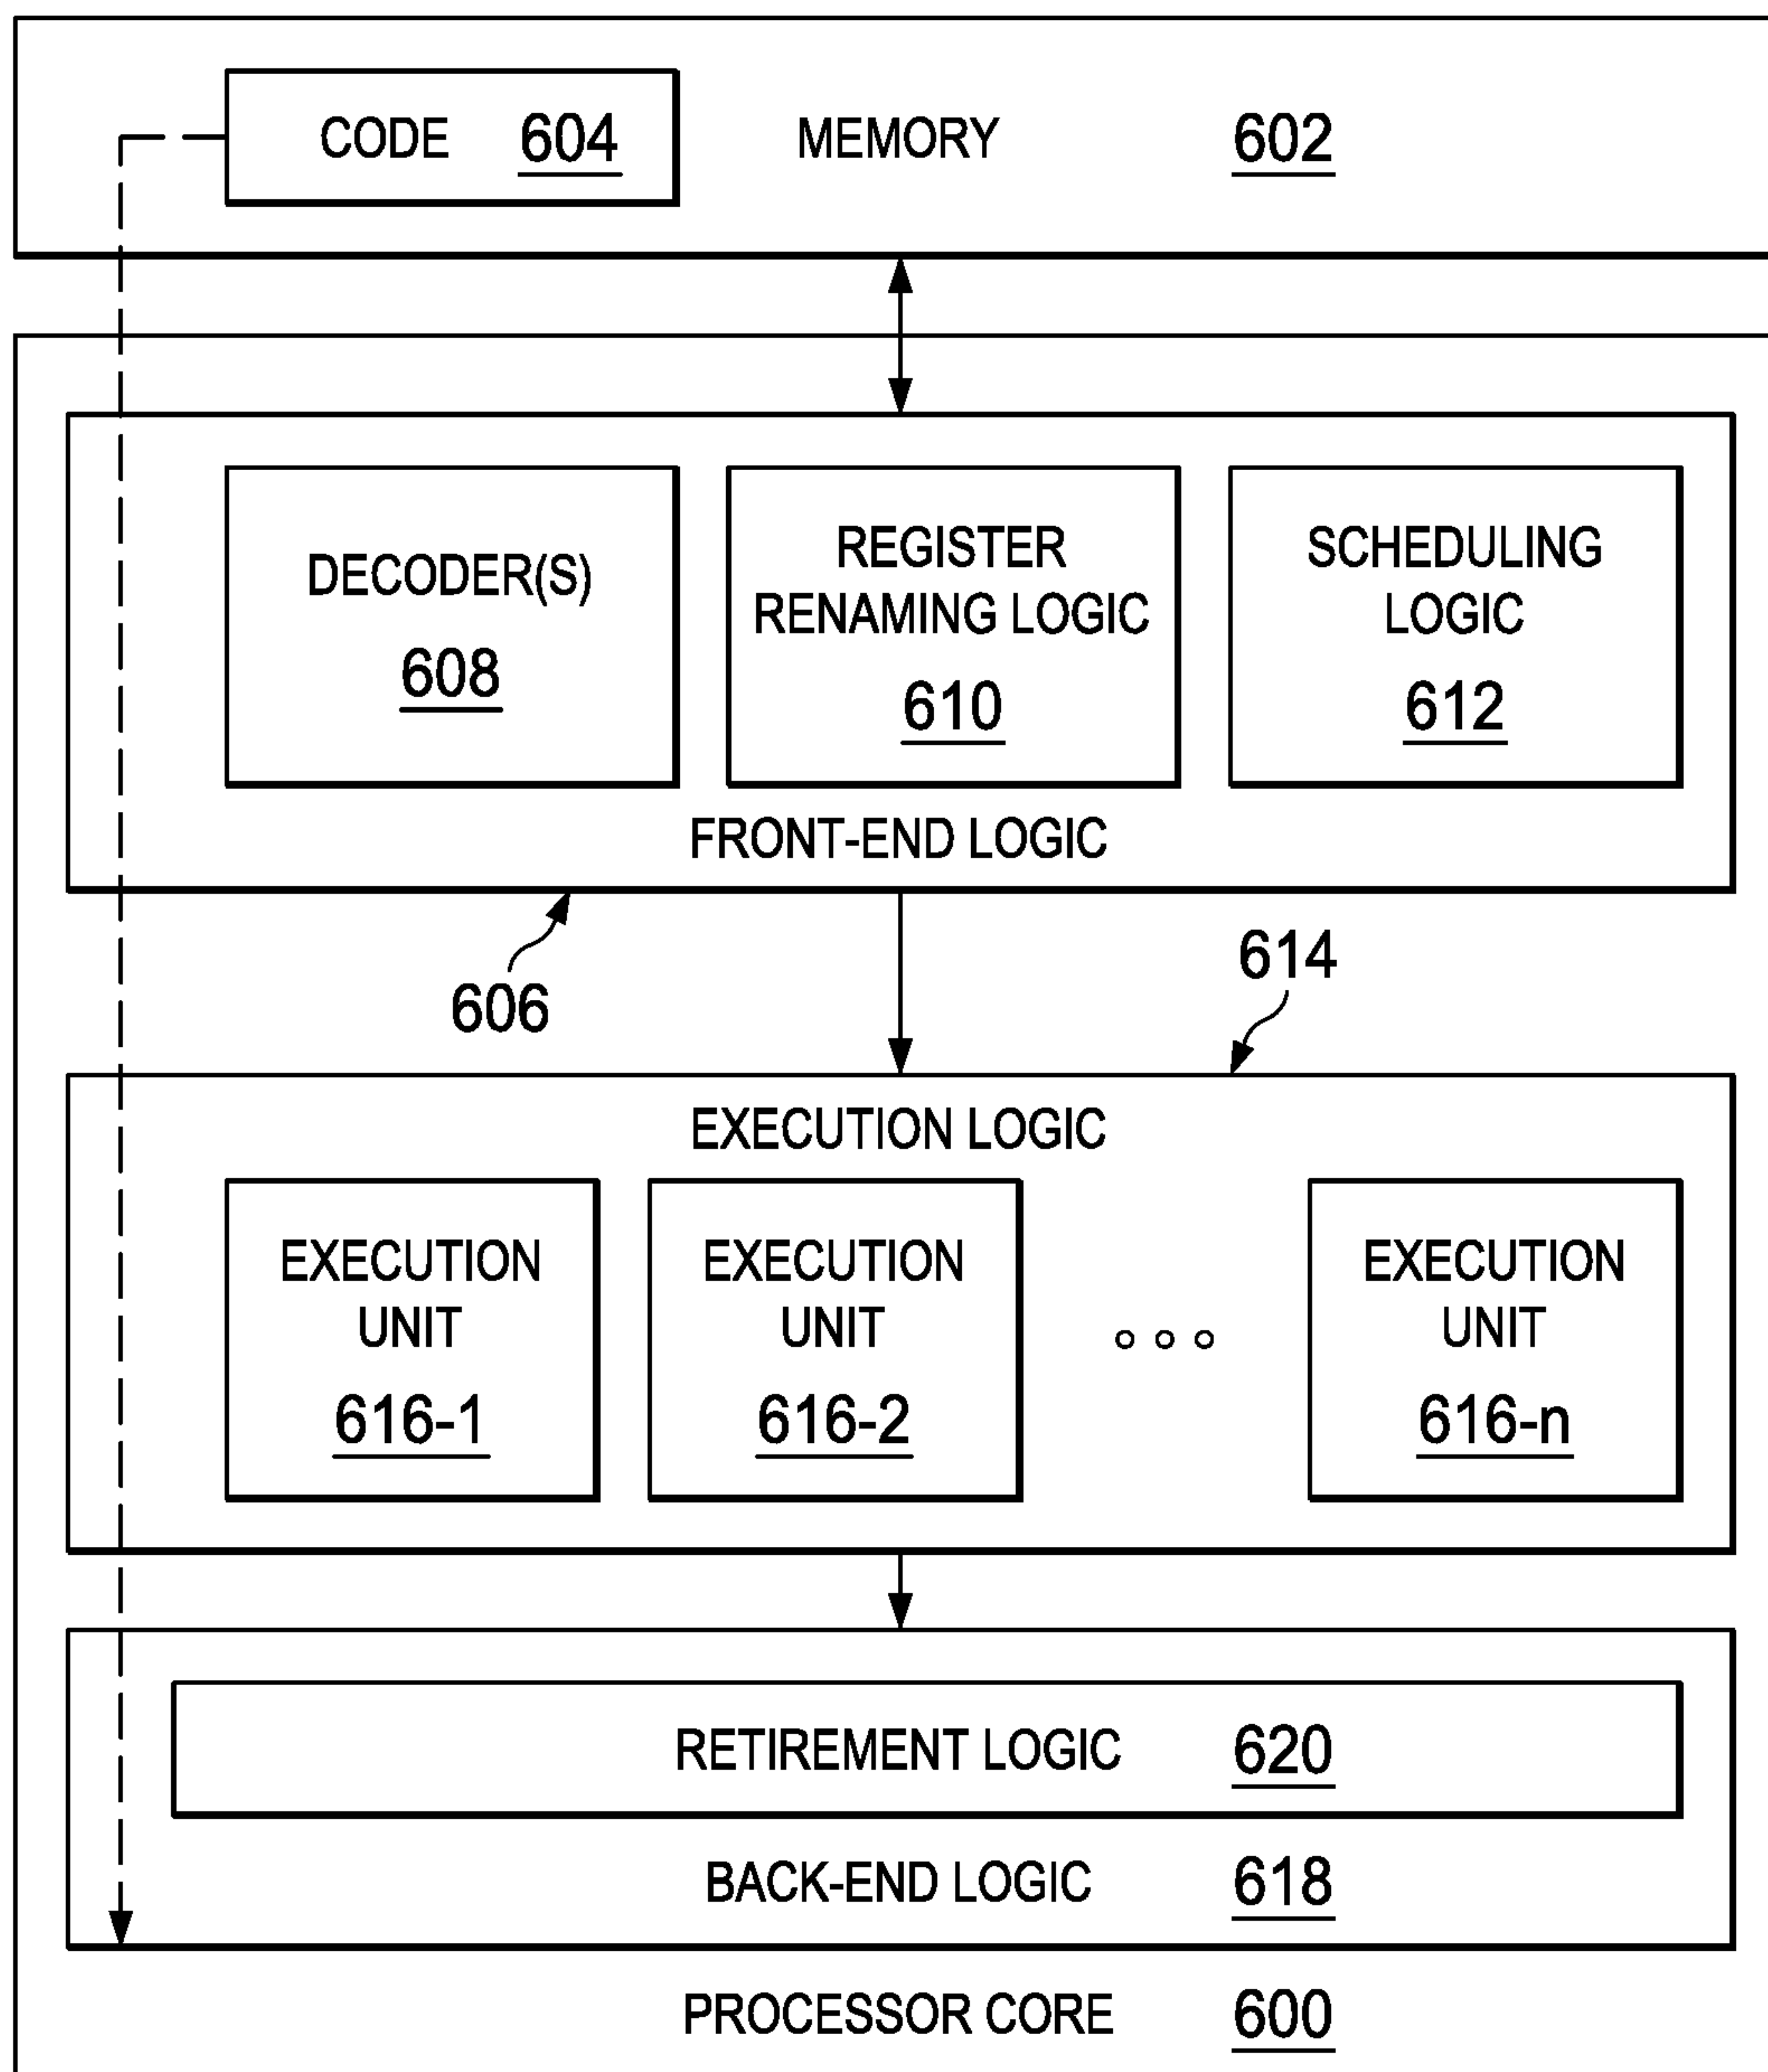 CODE 604 MEMORY 602
DECODER(S)
608
REGISTER
RENAMING LOGIC
610
SCHEDULING
LOGIC
612
FRONT-END LOGIC
606
614
EXECUTION LOGIC
EXECUTION
UNIT
616-1
EXECUTION
UNIT
616-2
EXECUTION
UNIT
616-n
RETIREMENT LOGIC 620
BACK-END LOGIC 618
PROCESSOR CORE 600